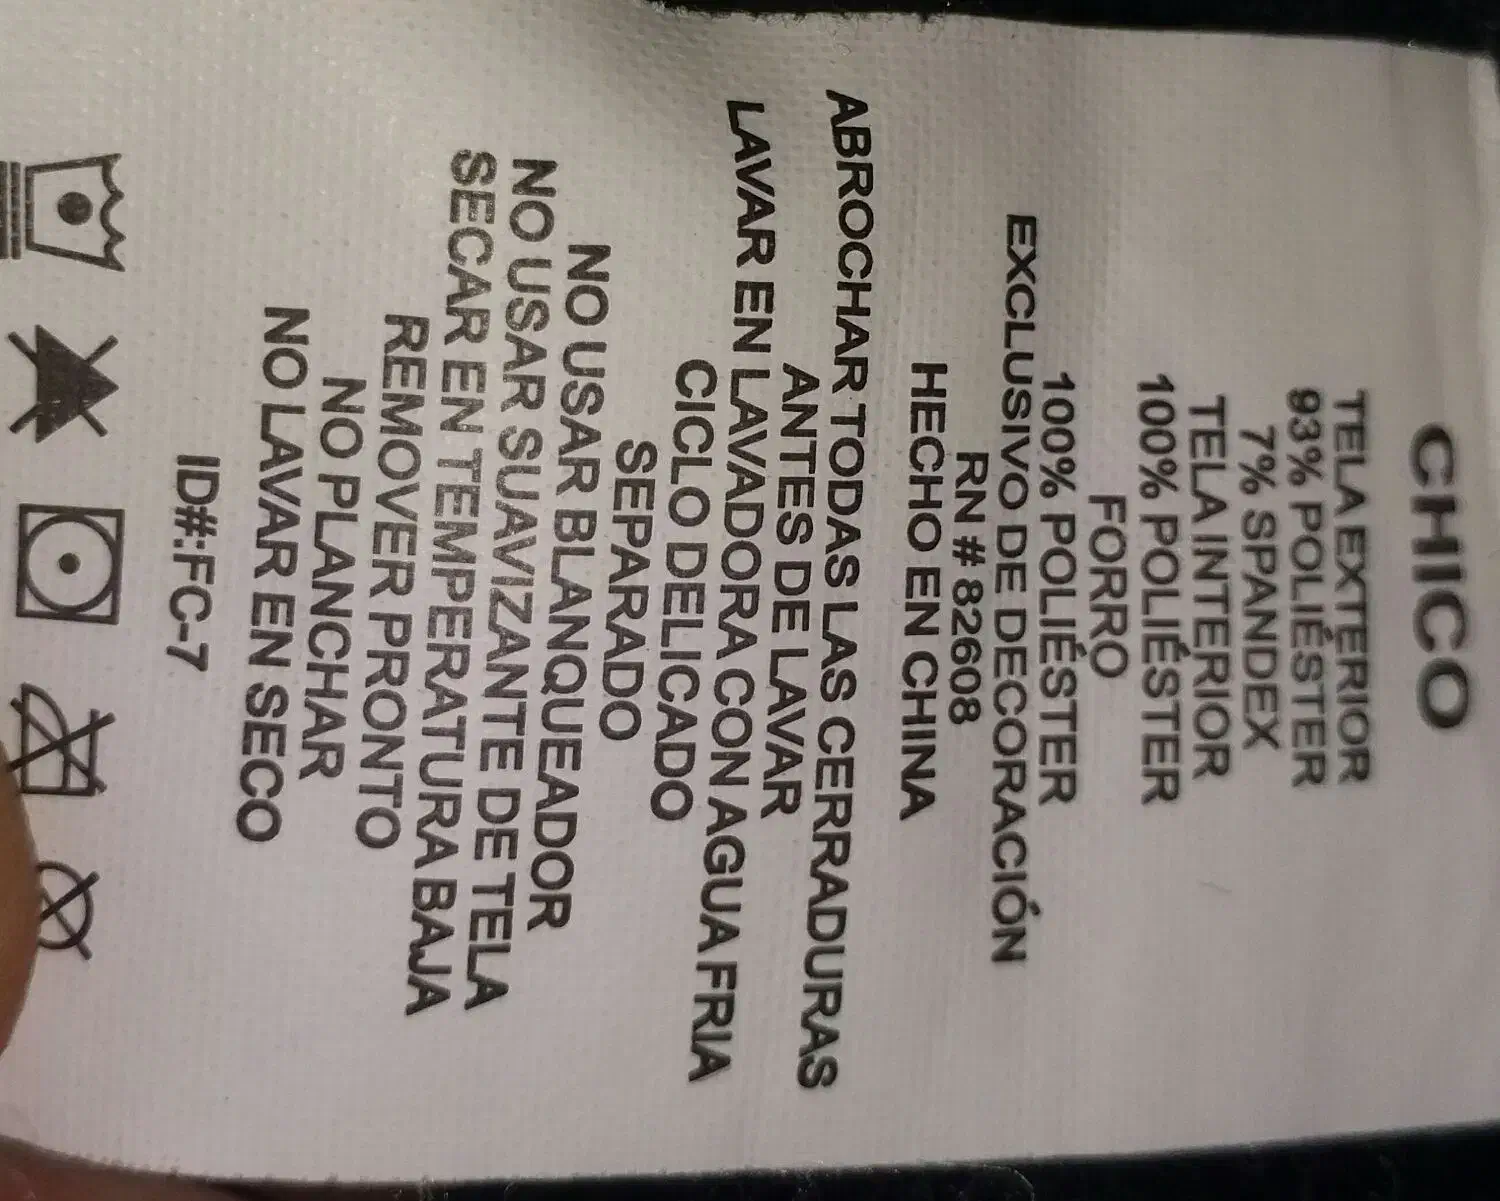 CHICO
TELA EXTERIOR
93% POLIÉSTER
7% SPANDEX
TELA INTERIOR
100% POLIÉSTER
FORRO
100% POLIÉSTER
EXCLUSIVO DE DECORACIÓN
RN # 82608
HECHO EN CHINA
ABROCHAR TODAS LAS CERRADURAS
ANTES DE LAVAR
LAVAR EN LAVADORA CON AGUA FRIA
CICLO DELICADO
SEPARADO
NO USAR BLANQUEADOR
NO USAR SUAVIZANTE DE TELA
SECAR EN TEMPERATURA BAJA
REMOVER PRONTO
NO PLANCHAR
NO LAVAR EN SECO
ID#:FC-7